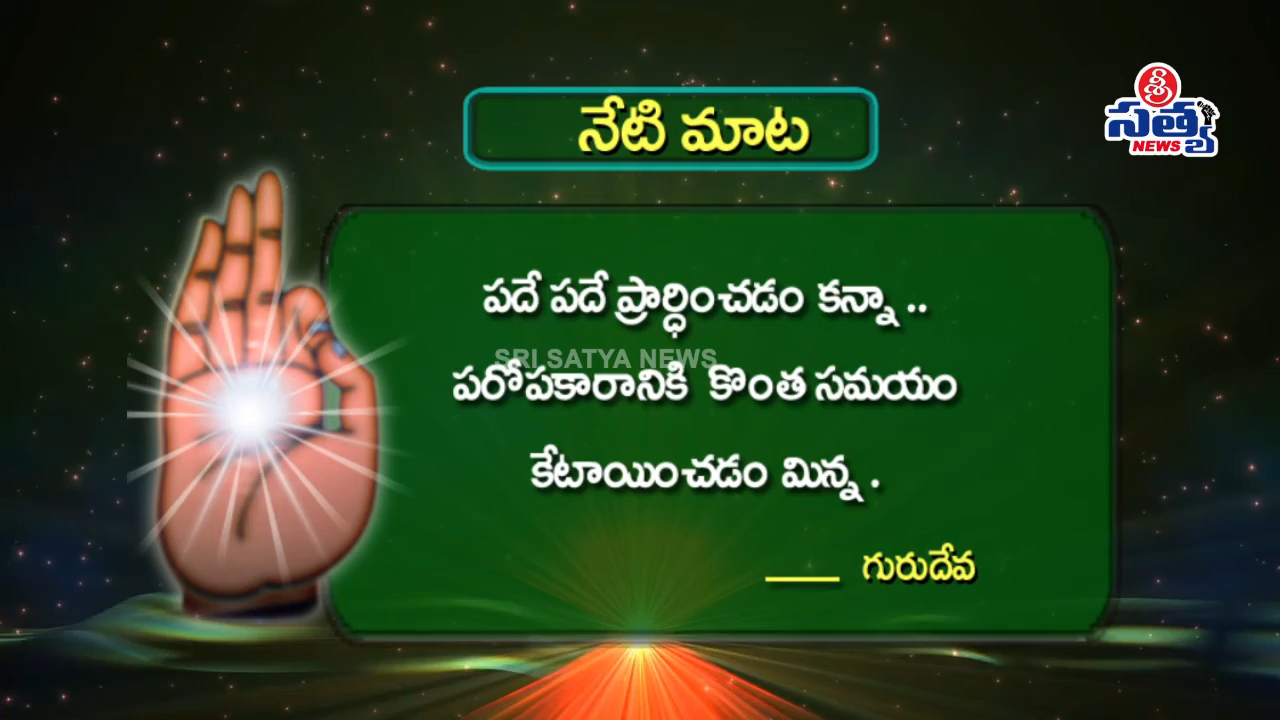 నేటి మాట
శ్రీ
సత్య
NEWS
పదే పదే ప్రార్ధించడం కన్నా ..
SRI SATYA NEWS
పరోపకారానికి కొంత సమయం
కేటాయించడం మిన్న .
____ గురుదేవ